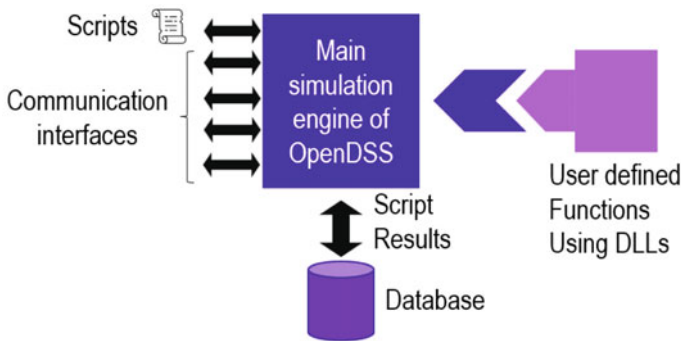 Scripts
Communication
interfaces
Main
simulation
engine of
OpenDSS
User defined
Functions
Using DLLs
Script
Results
Database